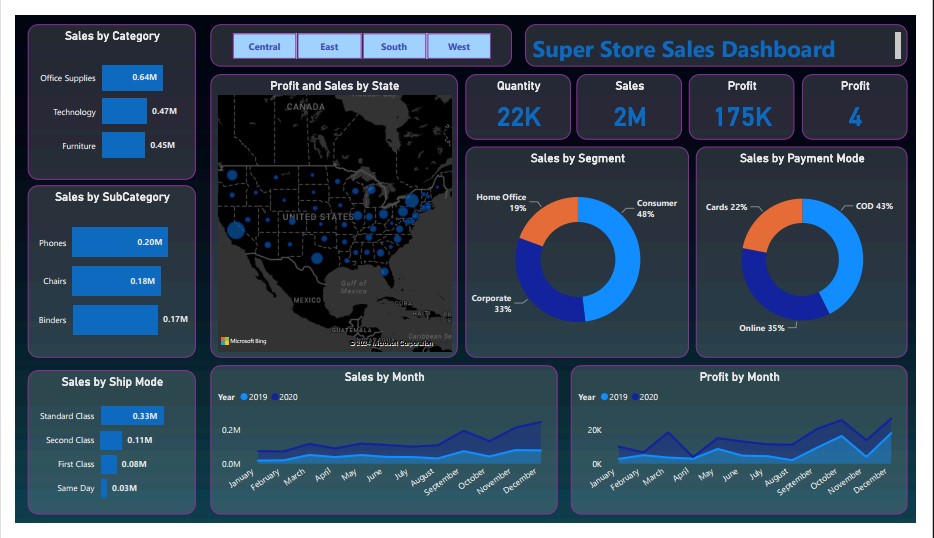 Sales by Category
Office Supplies 0.64M
Technology 0.47M
Furniture 0.45M
Central East South West
Super Store Sales Dashboard
Profit and Sales by State
CANADA
UNITED STATES
MEXICO
Gulf of
Mexico
CUBA
GUATEMALA
Caribbean Se
Microsoft Bing
© 2024 Microsoft Corporation
Quantity
22K
Sales
2M
Profit
175K
Profit
4
Sales by SubCategory
Phones 0.20M
Chairs 0.18M
Binders 0.17M
Sales by Segment
Home Office
19%
Consumer
48%
Corporate
33%
Sales by Payment Mode
Cards 22%
COD 43%
Online 35%
Sales by Ship Mode
Standard Class 0.33M
Second Class 0.11M
First Class 0.08M
Same Day 0.03M
Sales by Month
Year 2019 2020
0.2M
0.0M
January February March April May June July August September October November December
Profit by Month
Year 2019 2020
20K
0K
January February March April May June July August September October November December